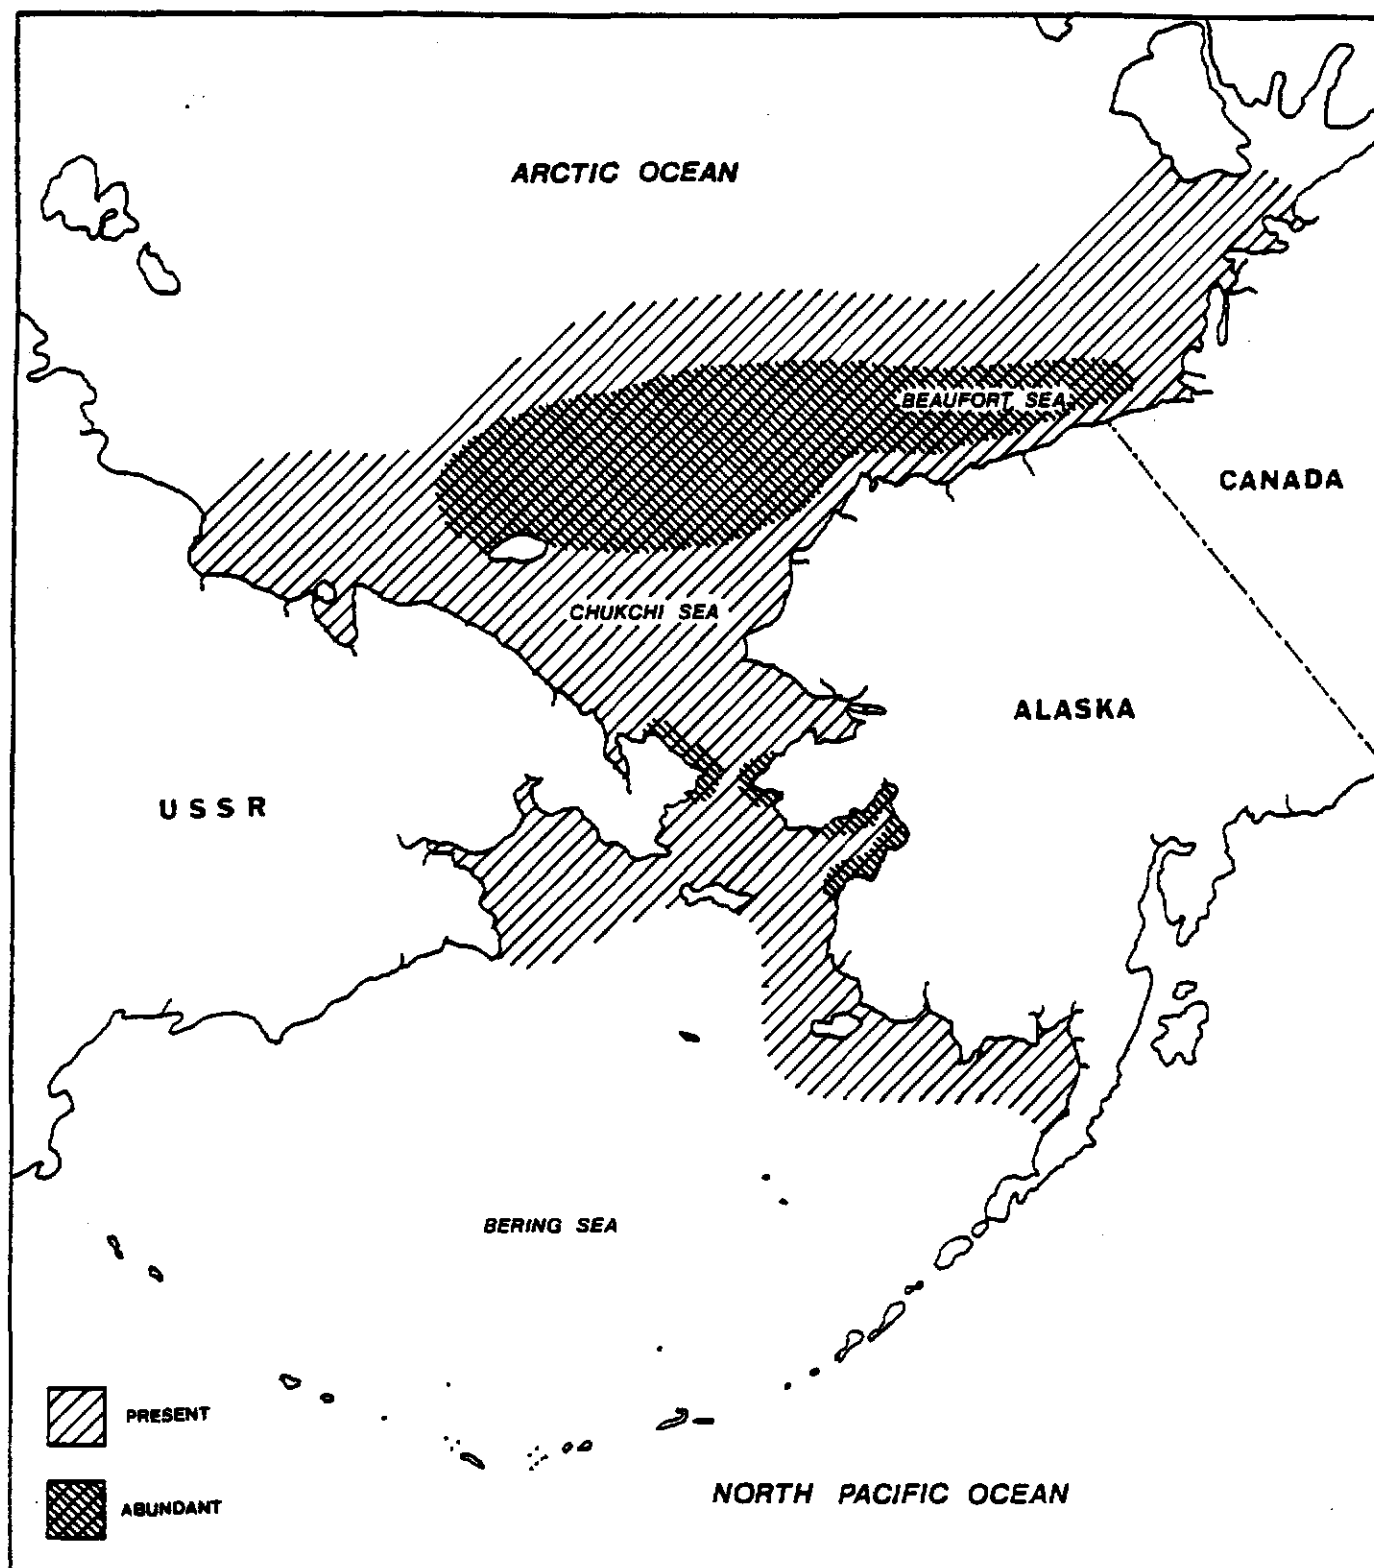 ARCTIC OCEAN
BEAUFORT SEA
CANADA
CHUKCHI SEA
ALASKA
USSR
BERING SEA
PRESENT
ABUNDANT
NORTH PACIFIC OCEAN